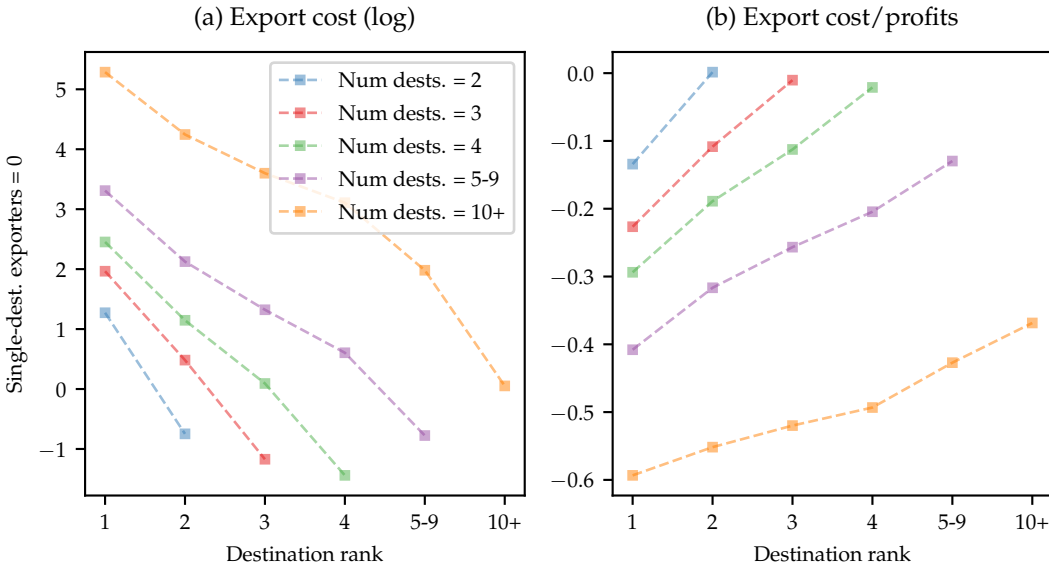 (a) Export cost (log)
Single-dest. exporters = 0
5
4
3
2
1
0
−1
Num dests. = 2
Num dests. = 3
Num dests. = 4
Num dests. = 5-9
Num dests. = 10+
1 2 3 4 5-9 10+
Destination rank
(b) Export cost/profits
0.0
−0.1
−0.2
−0.3
−0.4
−0.5
−0.6
1 2 3 4 5-9 10+
Destination rank